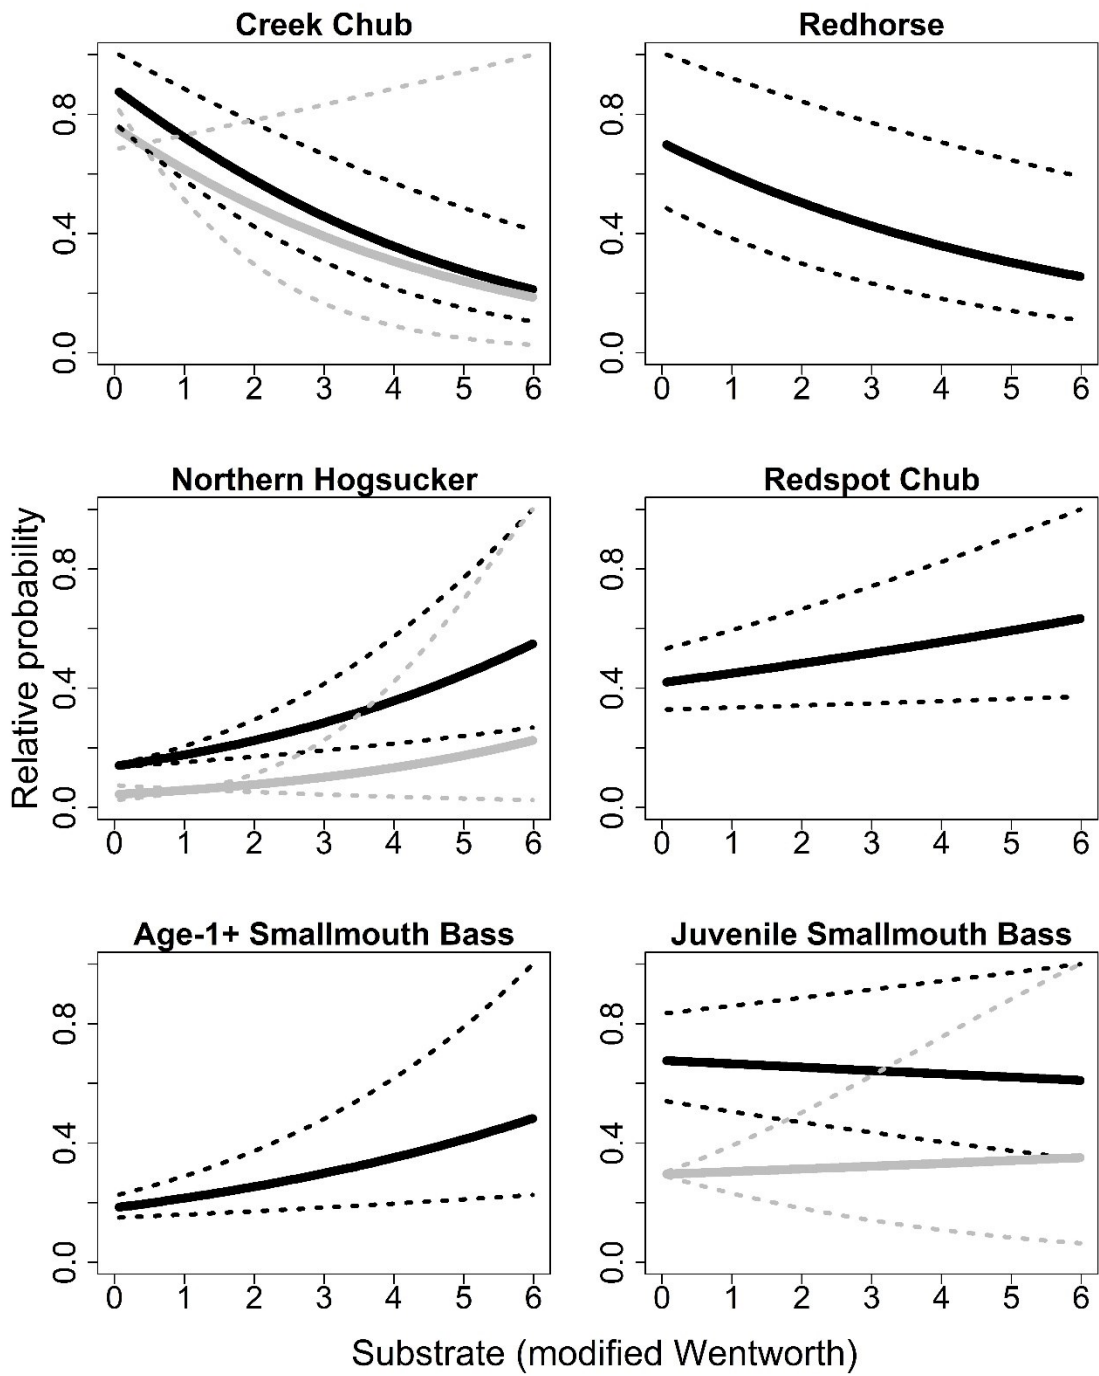 Creek Chub
0.0 0.4 0.8
0 1 2 3 4 5 6
Redhorse
0.0 0.4 0.8
0 1 2 3 4 5 6
Relative probability
Northern Hogsucker
0.0 0.4 0.8
0 1 2 3 4 5 6
Redspot Chub
0.0 0.4 0.8
0 1 2 3 4 5 6
Age-1+ Smallmouth Bass
0.0 0.4 0.8
0 1 2 3 4 5 6
Juvenile Smallmouth Bass
0.0 0.4 0.8
0 1 2 3 4 5 6
Substrate (modified Wentworth)